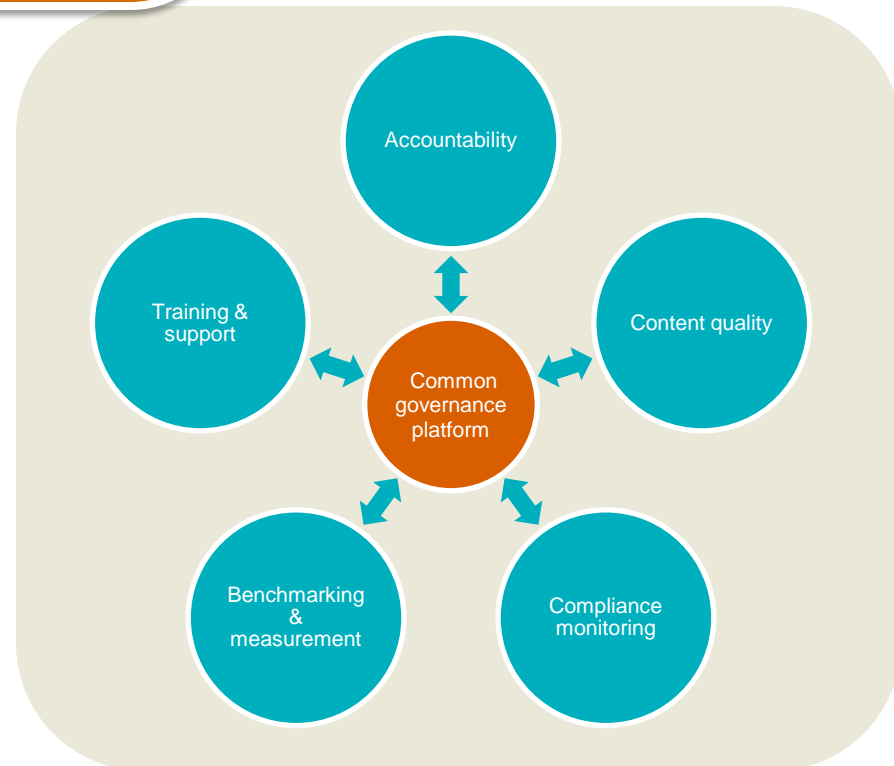 Accountability
Training &
support
Content quality
Common
governance
platform
Benchmarking
&
measurement
Compliance
monitoring